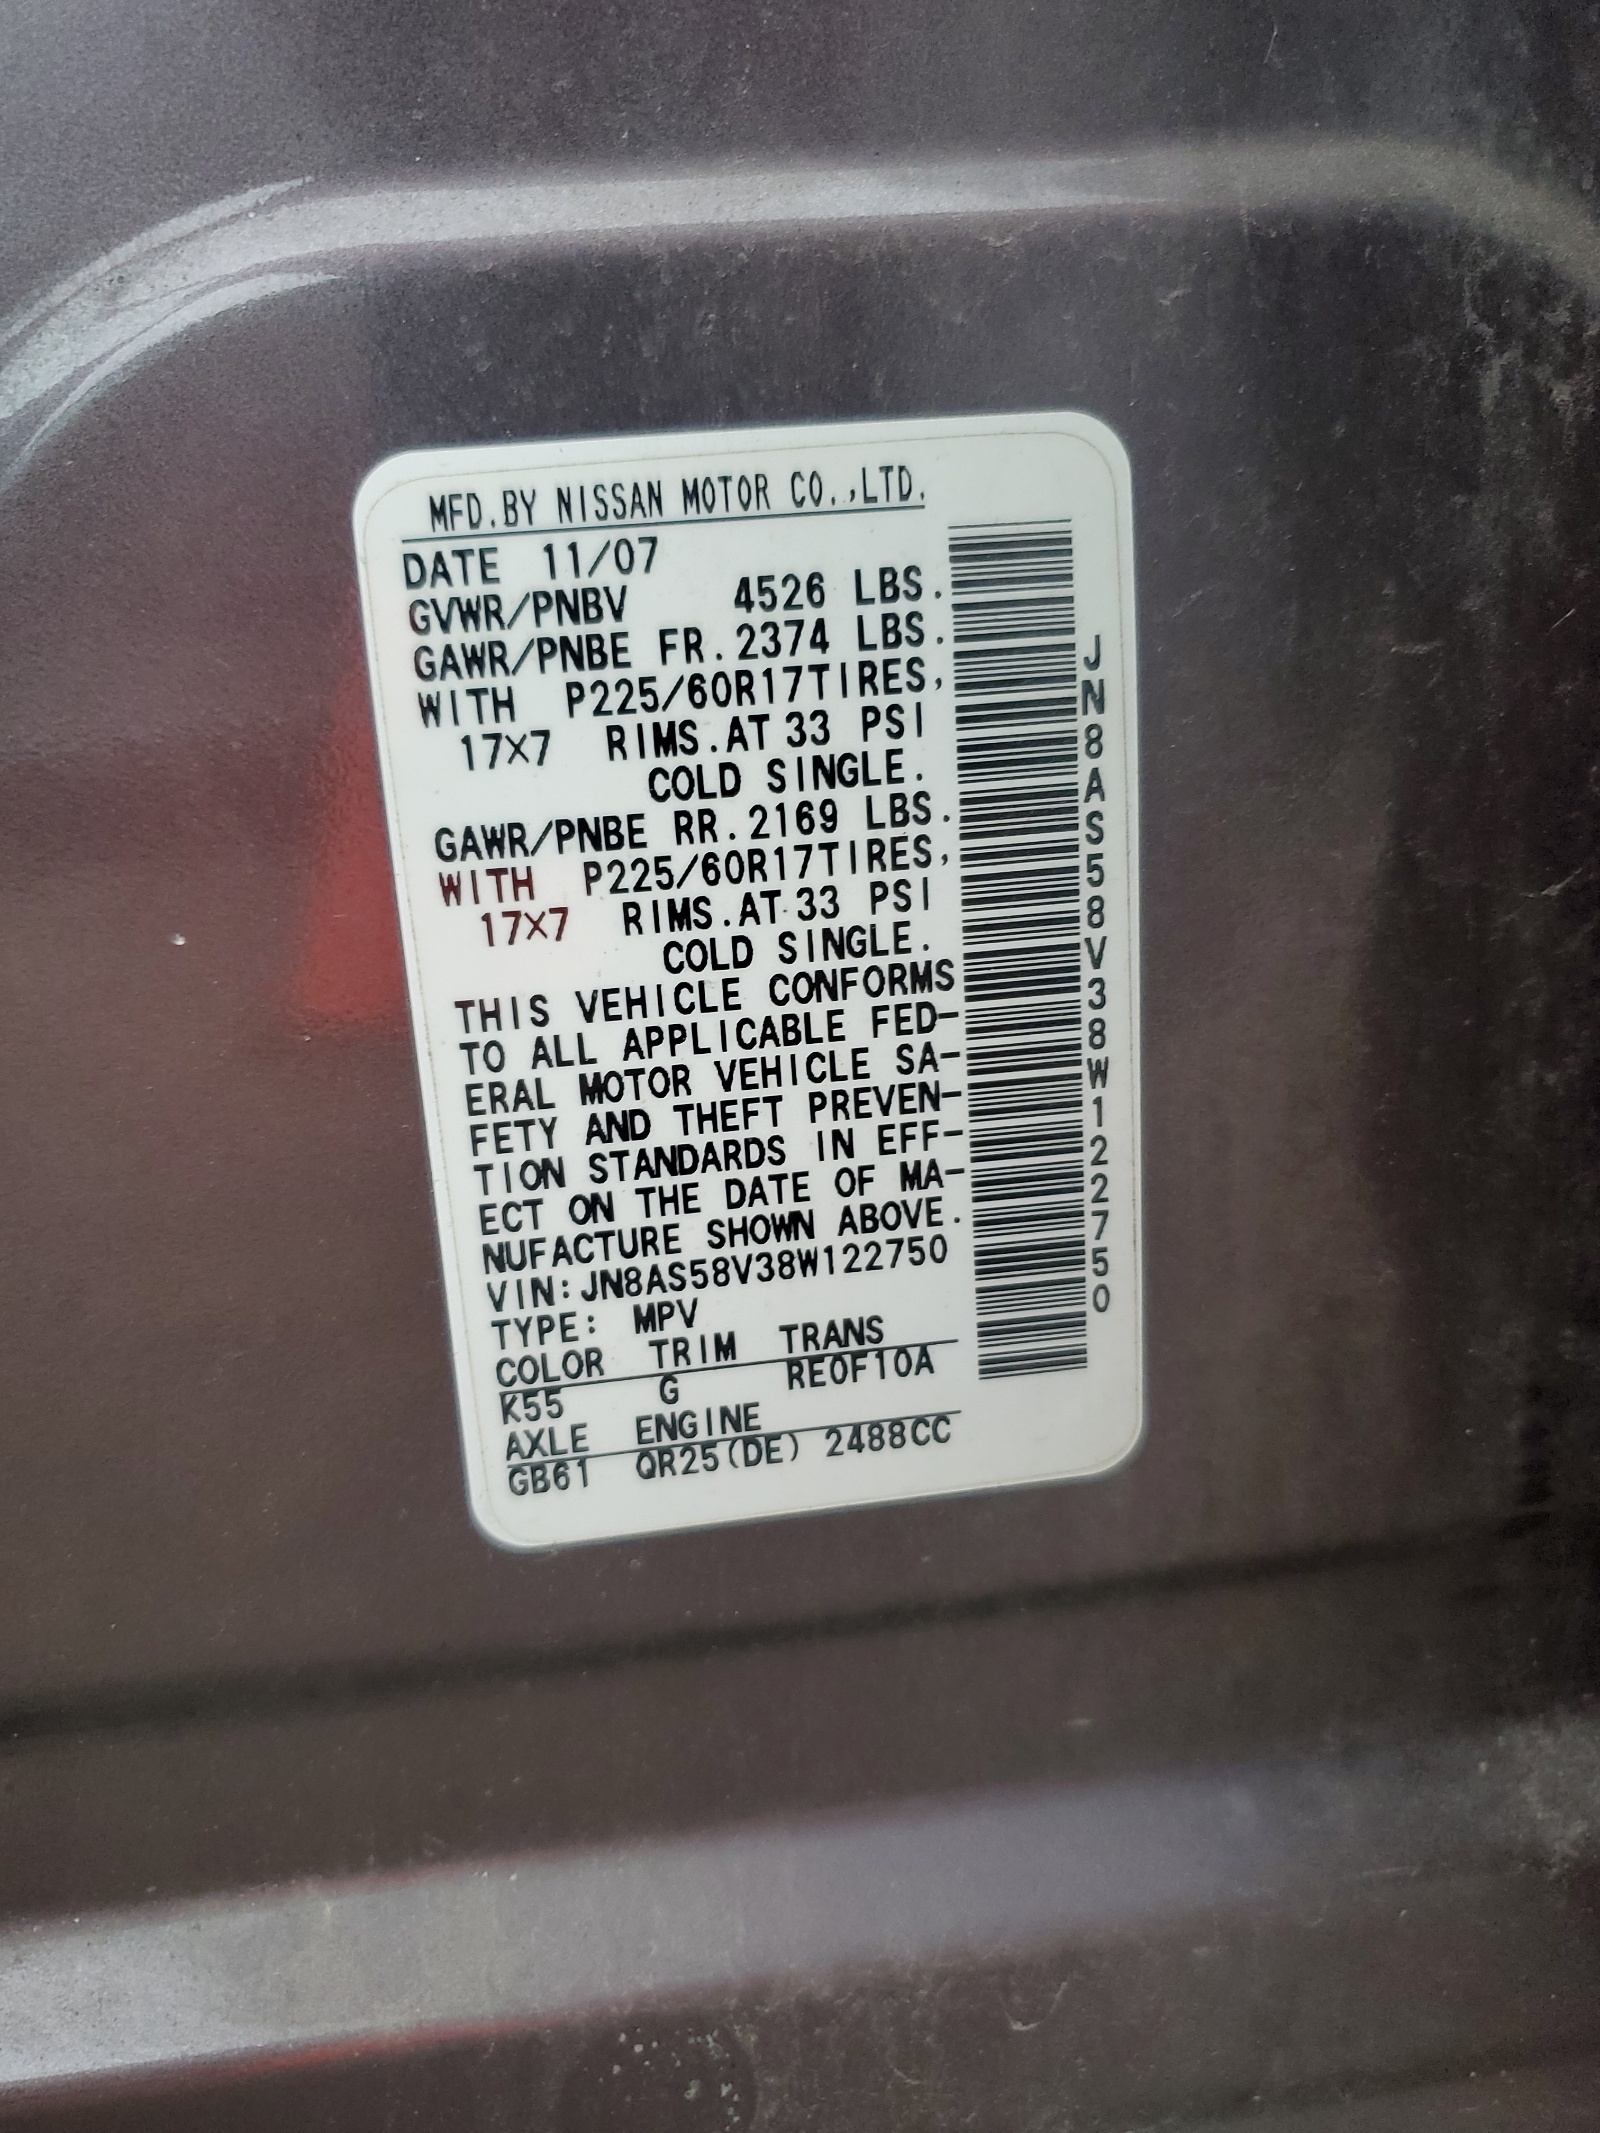 MFD.BY NISSAN MOTOR CO.,LTD.
DATE 11/07
GVWR/PNBV 4526 LBS.
GAWR/PNBE FR.2374 LBS.
WITH P225/60R17TIRES,
17X7 RIMS.AT 33 PSI
COLD SINGLE.
GAWR/PNBE RR.2169 LBS.
WITH P225/60R17TIRES,
17X7 RIMS.AT 33 PSI
COLD SINGLE.
THIS VEHICLE CONFORMS
TO ALL APPLICABLE FED-
ERAL MOTOR VEHICLE SA-
FETY AND THEFT PREVEN-
TION STANDARDS IN EFF-
ECT ON THE DATE OF MA-
NUFACTURE SHOWN ABOVE.
VIN:JN8AS58V38W122750
TYPE: MPV
COLOR TRIM TRANS
K55 G RE0F10A
AXLE ENGINE
GB61 QR25(DE) 2488CC
JN8AS58V38W122750